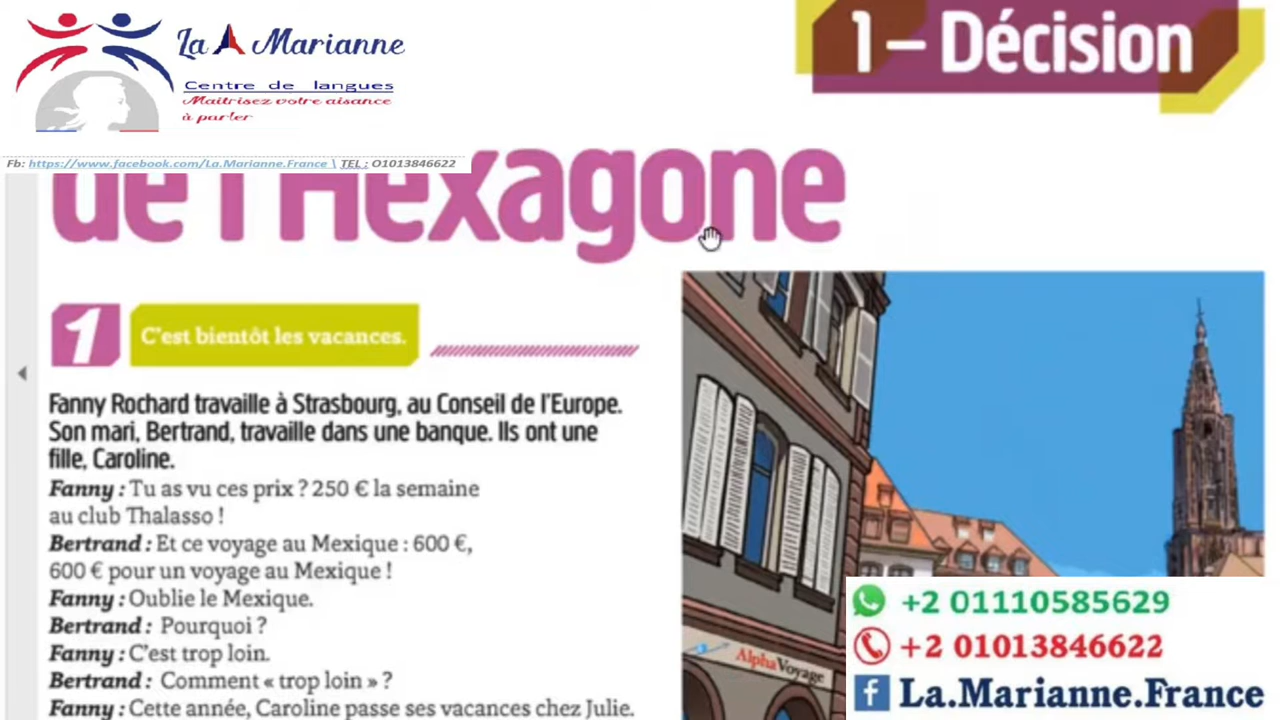 La Marianne
Centre de langues
Maitrisez votre aisance
à parler
Fb: https://www.facebook.com/La.Marianne.France \ TEL : O1013846622
1 – Décision
de l'Hexagone
1
C'est bientôt les vacances.
Fanny Rochard travaille à Strasbourg, au Conseil de l'Europe.
Son mari, Bertrand, travaille dans une banque. Ils ont une
fille, Caroline.
Fanny : Tu as vu ces prix ? 250 € la semaine
au club Thalasso !
Bertrand : Et ce voyage au Mexique : 600 €,
600 € pour un voyage au Mexique !
Fanny : Oublie le Mexique.
Bertrand : Pourquoi ?
Fanny : C'est trop loin.
Bertrand : Comment « trop loin » ?
Fanny : Cette année, Caroline passe ses vacances chez Julie.
AlphaVoyage
+2 01110585629
+2 01013846622
La.Marianne.France